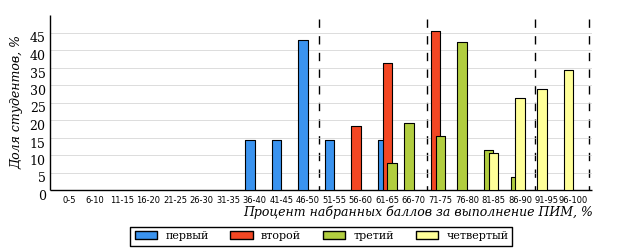 Доля студентов, %
45
40
35
30
25
20
15
10
5
0
0-5 6-10 11-15 16-20 21-25 26-30 31-35 36-40 41-45 46-50 51-55 56-60 61-65 66-70 71-75 76-80 81-85 86-90 91-95 96-100
Процент набранных баллов за выполнение ПИМ, %
первый второй третий четвертый